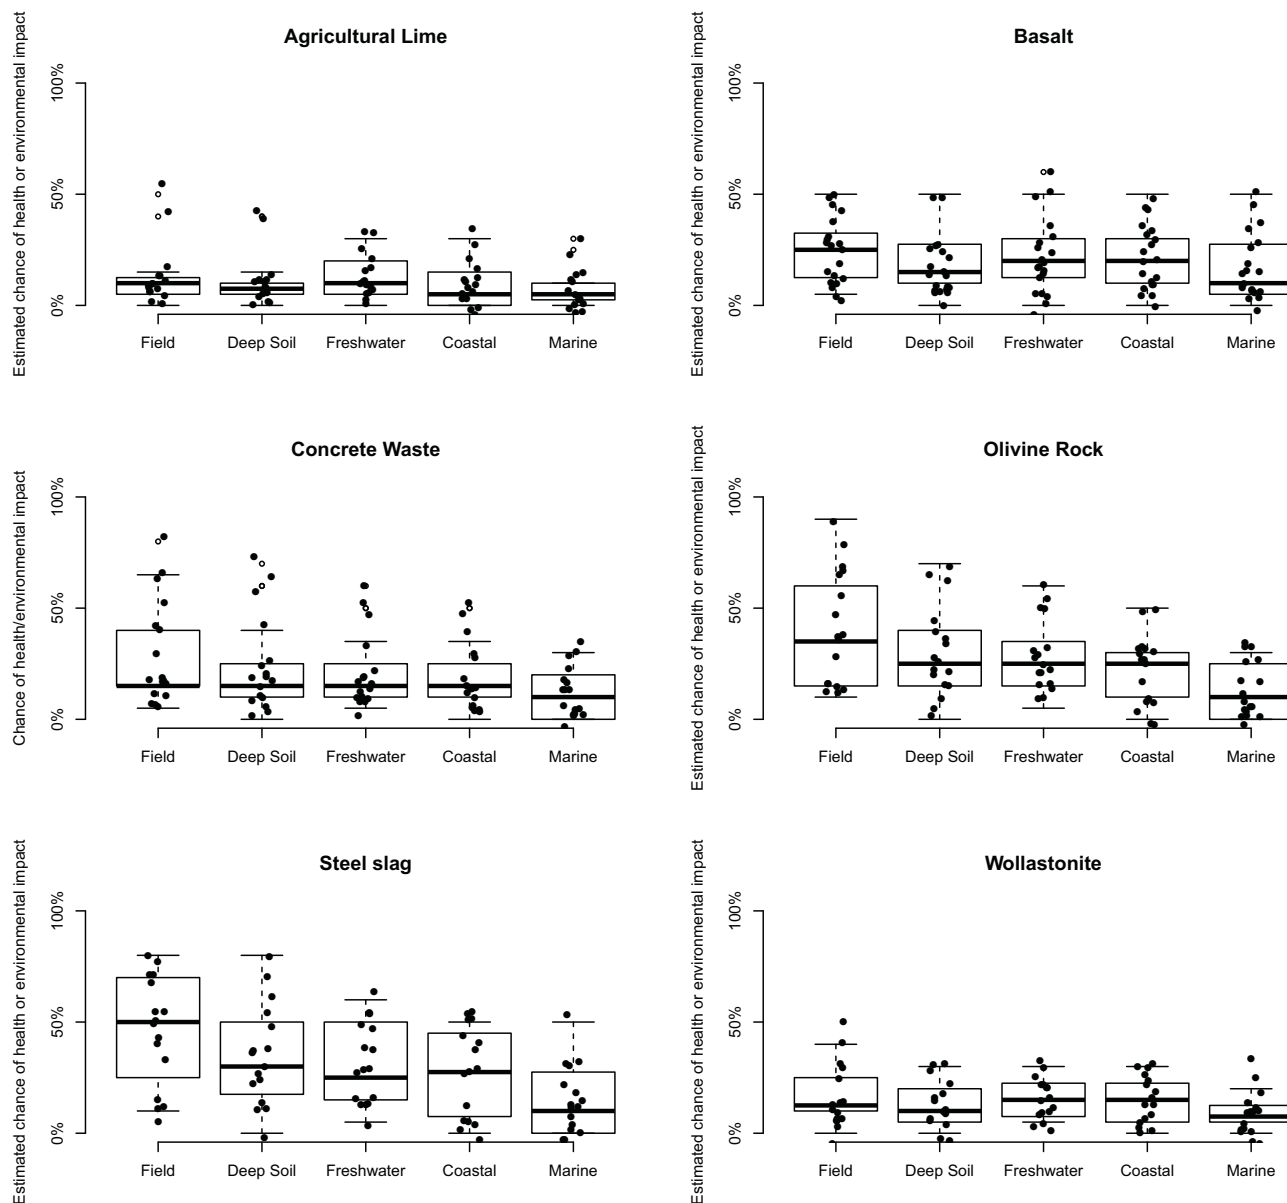 Agricultural Lime
Estimated chance of health or environmental impact
100%
50%
0%
Field Deep Soil Freshwater Coastal Marine
Basalt
Estimated chance of health or environmental impact
100%
50%
0%
Field Deep Soil Freshwater Coastal Marine
Concrete Waste
Chance of health/environmental impact
100%
50%
0%
Field Deep Soil Freshwater Coastal Marine
Olivine Rock
Estimated chance of health or environmental impact
100%
50%
0%
Field Deep Soil Freshwater Coastal Marine
Steel slag
Estimated chance of health or environmental impact
100%
50%
0%
Field Deep Soil Freshwater Coastal Marine
Wollastonite
Estimated chance of health or environmental impact
100%
50%
0%
Field Deep Soil Freshwater Coastal Marine